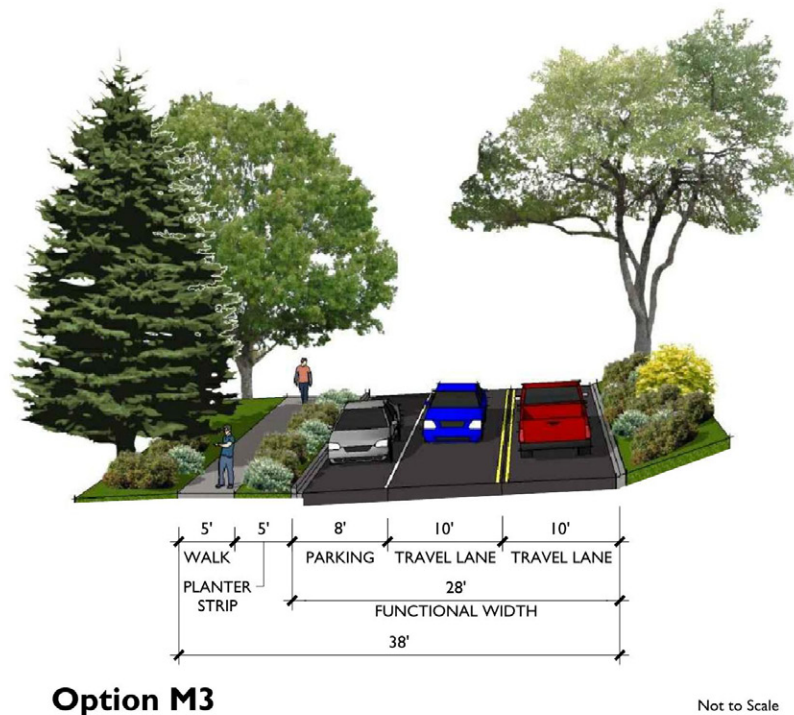 5' 5' 8' 10' 10'
WALK PARKING TRAVEL LANE TRAVEL LANE
PLANTER
STRIP
28'
FUNCTIONAL WIDTH
38'
Option M3
Not to Scale